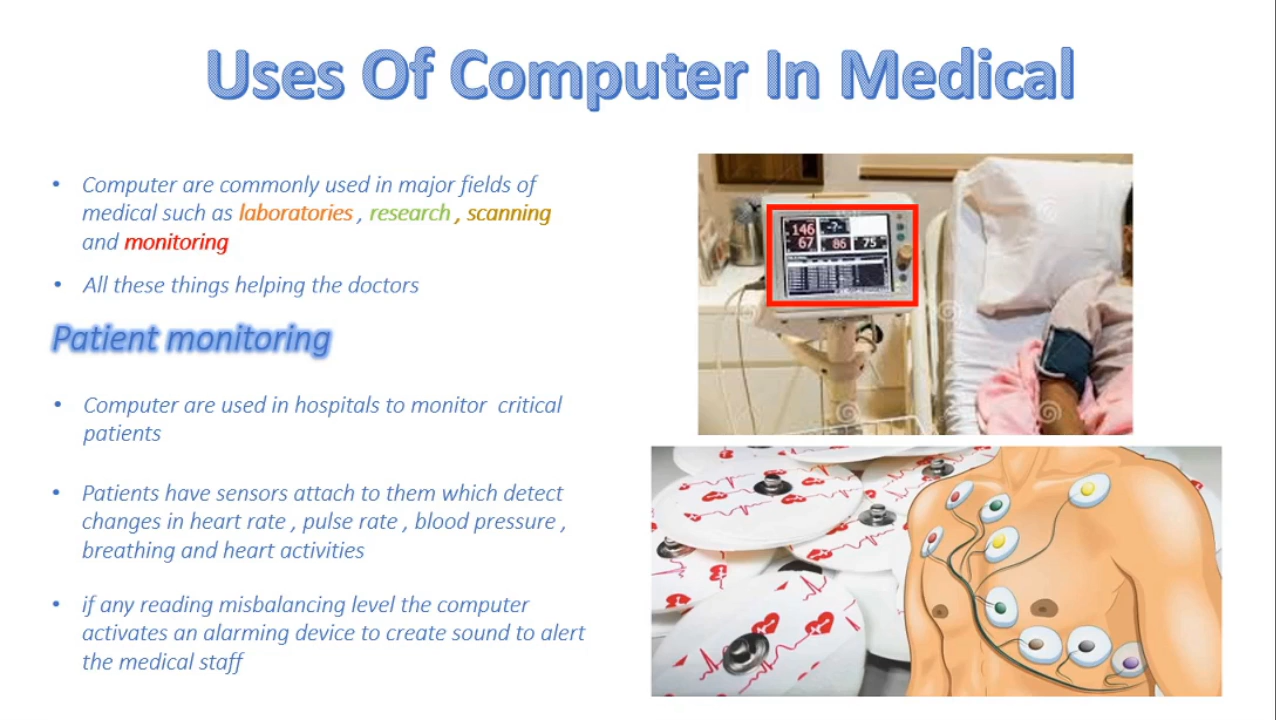 Uses Of Computer In Medical
• Computer are commonly used in major fields of
medical such as laboratories , research , scanning
and monitoring
• All these things helping the doctors
Patient monitoring
• Computer are used in hospitals to monitor critical
patients
• Patients have sensors attach to them which detect
changes in heart rate , pulse rate , blood pressure ,
breathing and heart activities
• if any reading misbalancing level the computer
activates an alarming device to create sound to alert
the medical staff
146
-?-
67
86
75